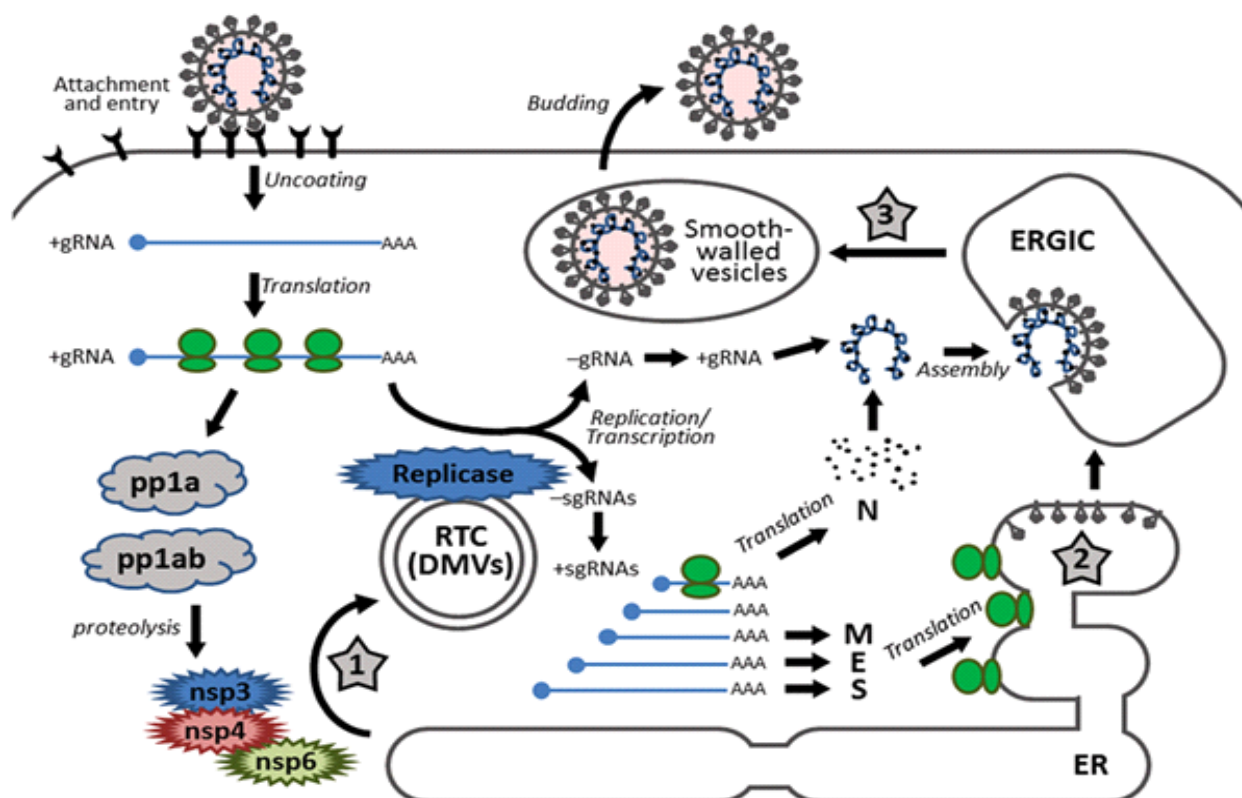 Attachment
and entry
Uncoating
+gRNA
AAA
Translation
+gRNA
AAA
pp1a
pp1ab
proteolysis
nsp3
nsp4
nsp6
1
Replicase
RTC
(DMVs)
Replication/
Transcription
–gRNA
+gRNA
–sgRNAs
+sgRNAs
AAA
AAA
AAA
AAA
AAA
M
E
S
Translation
N
Translation
2
ER
Assembly
ERGIC
3
Smooth-
walled
vesicles
Budding